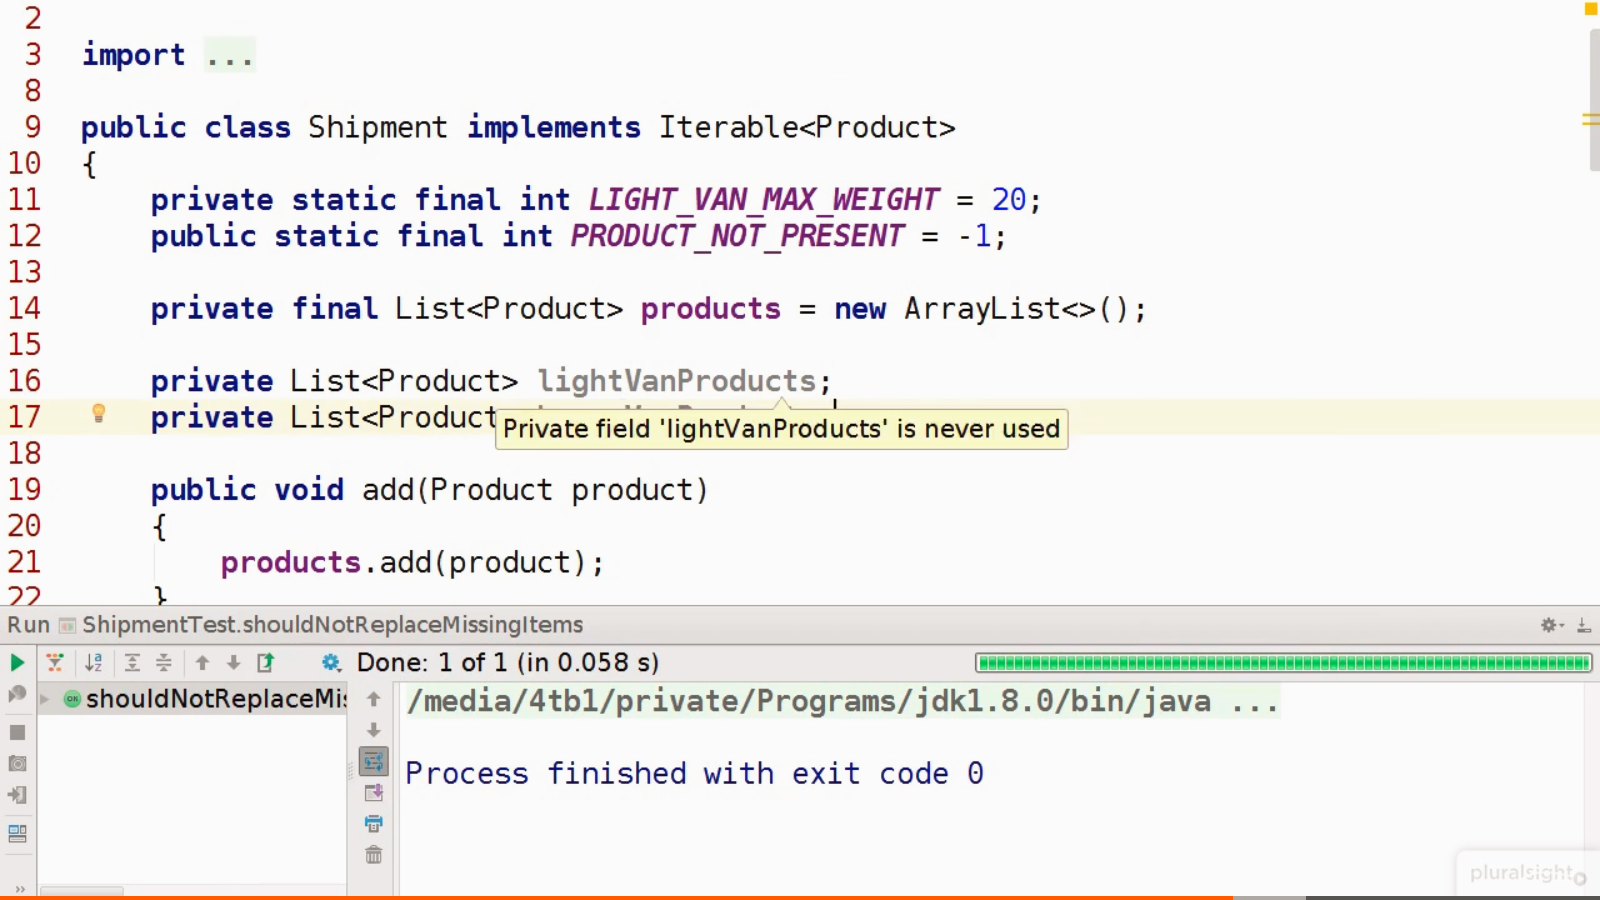 2
3 import ...
8
9 public class Shipment implements Iterable<Product>
10 {
11 private static final int LIGHT_VAN_MAX_WEIGHT = 20;
12 public static final int PRODUCT_NOT_PRESENT = -1;
13
14 private final List<Product> products = new ArrayList<>();
15
16 private List<Product> lightVanProducts;
17 private List<Product
Private field 'lightVanProducts' is never used
18
19 public void add(Product product)
20 {
21 products.add(product);
22 }
Run ShipmentTest.shouldNotReplaceMissingItems
Done: 1 of 1 (in 0.058 s)
OK shouldNotReplaceMis
/media/4tb1/private/Programs/jdk1.8.0/bin/java ...
Process finished with exit code 0
pluralsight